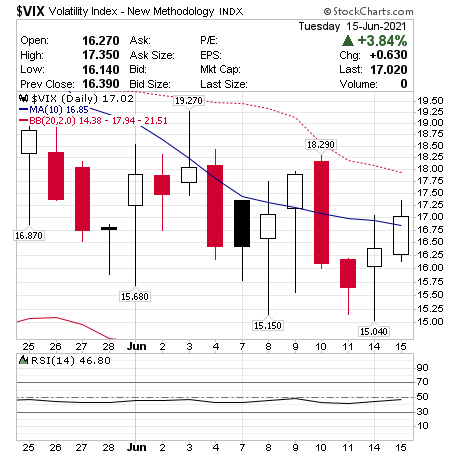 $VIX Volatility Index - New Methodology INDX © StockCharts.com
Tuesday 15-Jun-2021
Open: 16.270 Ask: P/E: ▲ +3.84%
High: 17.350 Ask Size: EPS: Chg: +0.630
Low: 16.140 Bid: Mkt Cap: Last: 17.020
Prev Close: 16.390 Bid Size: Last Size: Volume: 0
$VIX (Daily) 17.02
MA(10) 16.85
BB(20,2.0) 14.38 - 17.94 - 21.51
19.270
18.290
16.870
15.680
15.150
15.040
19.50
19.25
19.00
18.75
18.50
18.25
18.00
17.75
17.50
17.25
17.00
16.75
16.50
16.25
16.00
15.75
15.50
15.25
15.00
25 26 27 28 Jun 2 3 4 7 8 9 10 11 14 15
RSI(14) 46.80
90
70
50
30
10
25 26 27 28 Jun 2 3 4 7 8 9 10 11 14 15